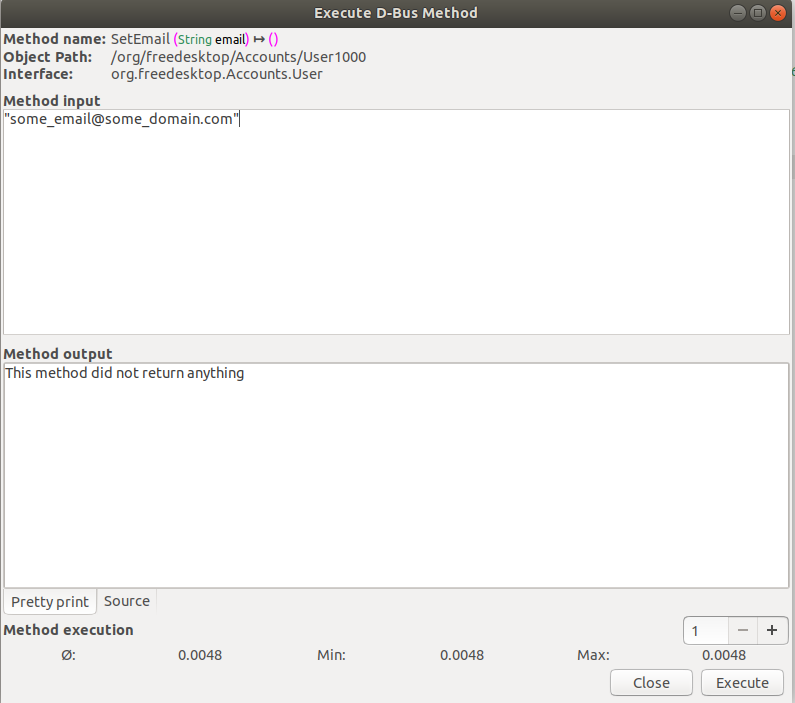 Execute D-Bus Method
Method name: SetEmail (String email) ↦ ()
Object Path: /org/freedesktop/Accounts/User1000
Interface: org.freedesktop.Accounts.User
Method input
"some_email@some_domain.com"
Method output
This method did not return anything
Pretty print Source
Method execution 1 − +
Ø: 0.0048 Min: 0.0048 Max: 0.0048
Close Execute